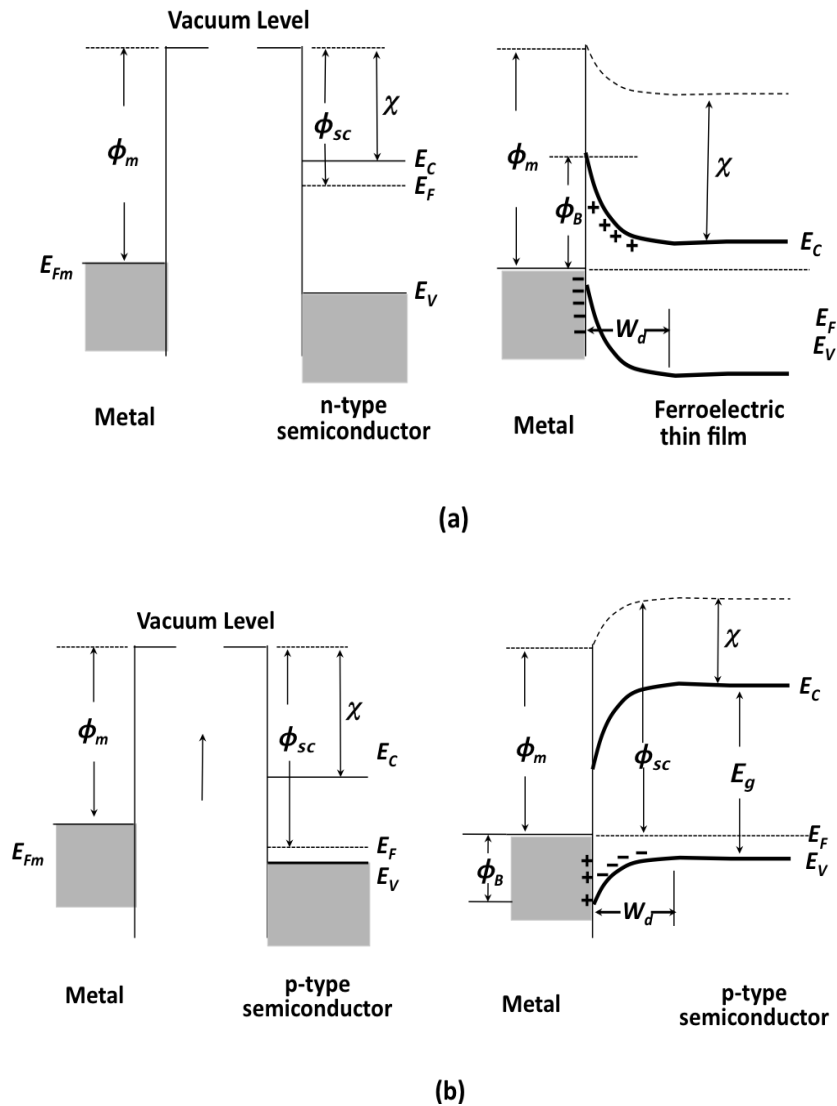 Vacuum Level
ϕm
ϕsc
χ
EC
EF
EFm
EV
Metal
n-type
semiconductor
ϕm
ϕB
χ
EC
+ + + +
− − − − −
Wd
EF
EV
Metal
Ferroelectric
thin film
(a)
Vacuum Level
ϕm
ϕsc
χ
EC
EFm
EF
EV
Metal
p-type
semiconductor
χ
EC
ϕm
ϕsc
Eg
EF
EV
ϕB
+ + +
− − − −
Wd
Metal
p-type
semiconductor
(b)